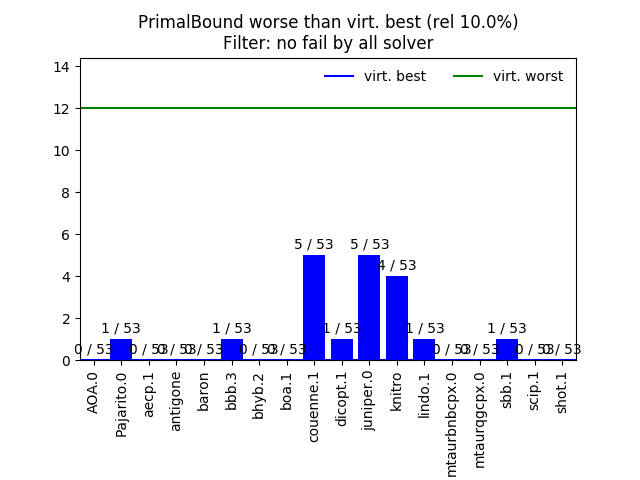 PrimalBound worse than virt. best (rel 10.0%)
Filter: no fail by all solver
14
12
10
8
6
4
2
0
virt. best
virt. worst
0 / 53
1 / 53
0 / 53
0 / 53
0 / 53
1 / 53
0 / 53
0 / 53
5 / 53
1 / 53
5 / 53
4 / 53
1 / 53
0 / 53
0 / 53
1 / 53
0 / 53
0 / 53
AOA.0
Pajarito.0
aecp.1
antigone
baron
bbb.3
bhyb.2
boa.1
couenne.1
dicopt.1
juniper.0
knitro
lindo.1
mtaurbnbcpx.0
mtaurqgcpx.0
sbb.1
scip.1
shot.1